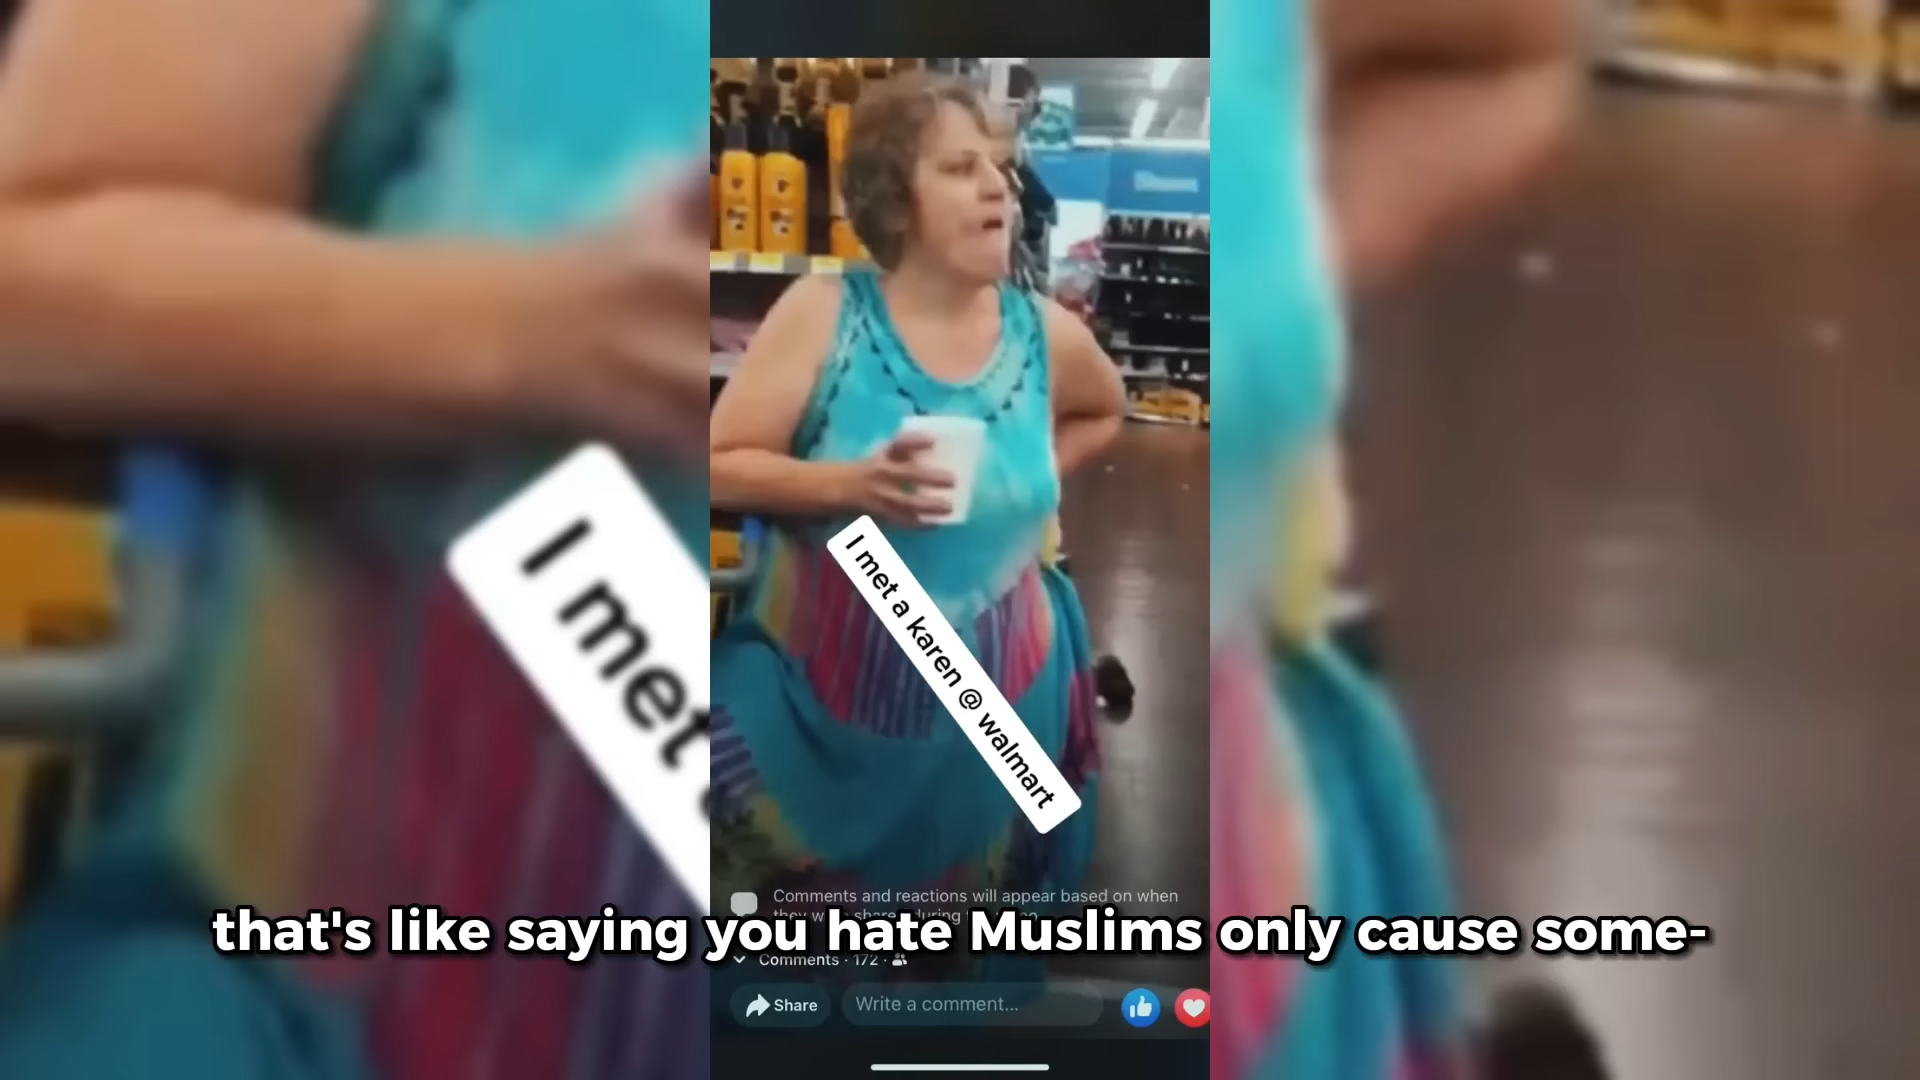 I met
I met a karen @ walmart
Comments and reactions will appear based on when
that's like saying you hate Muslims only cause some-
Comments · 172 ·
Share
Write a comment...